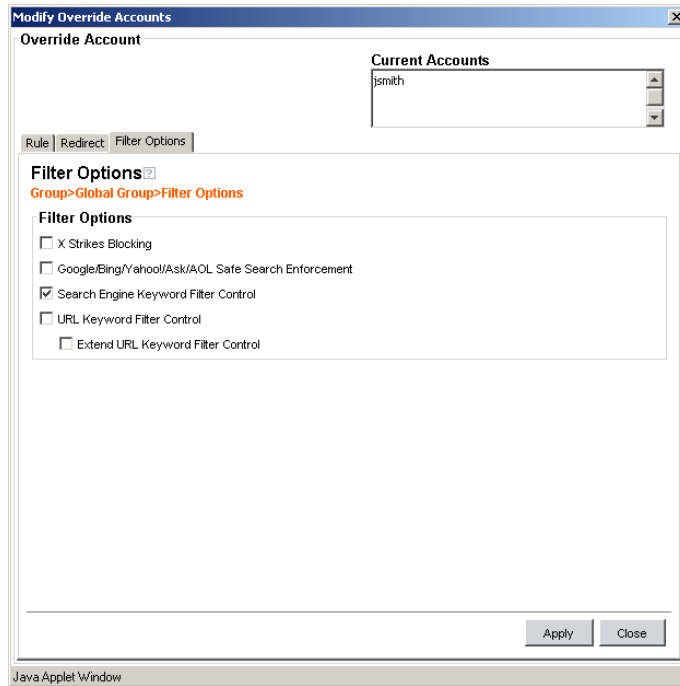 Modify Override Accounts
Override Account
Current Accounts
jsmith
Rule Redirect Filter Options
Filter Options?
Group>Global Group>Filter Options
Filter Options
X Strikes Blocking
Google/Bing/Yahoo!/Ask/AOL Safe Search Enforcement
Search Engine Keyword Filter Control
URL Keyword Filter Control
Extend URL Keyword Filter Control
Apply Close
Java Applet Window